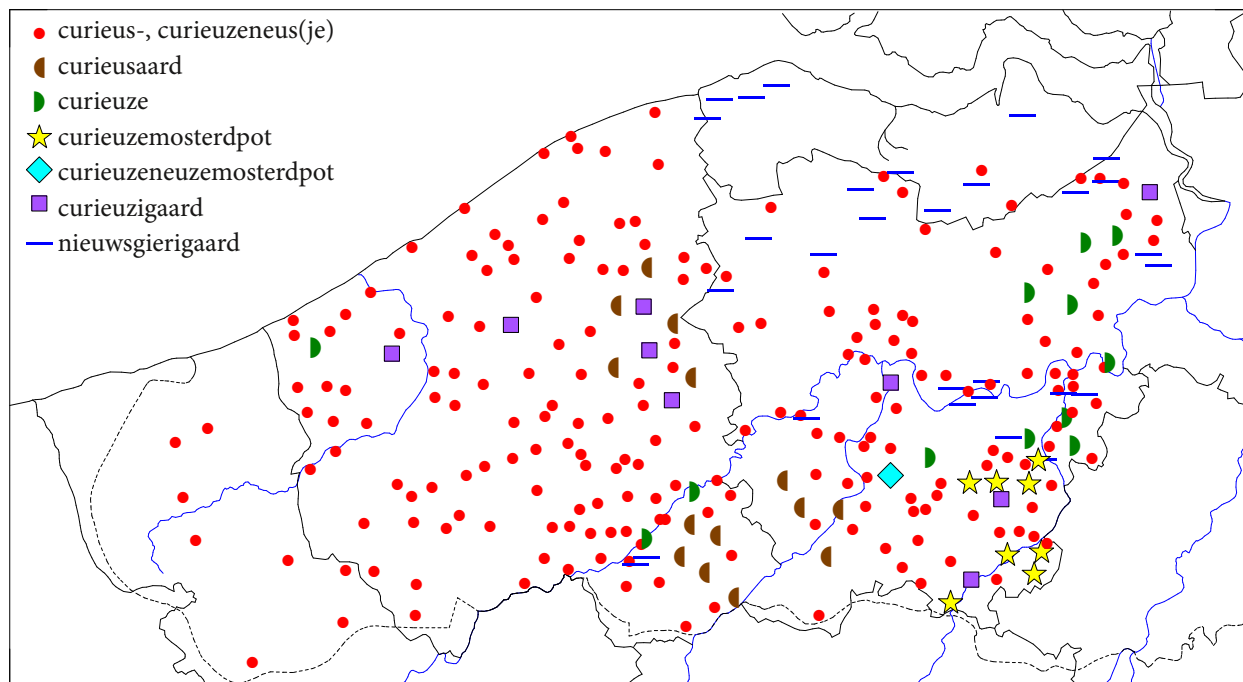 curieus-, curieuzeneus(je)
curieusaard
curieuze
curieuzemosterdpot
curieuzeneuzemosterdpot
curieuzigaard
nieuwsgierigaard